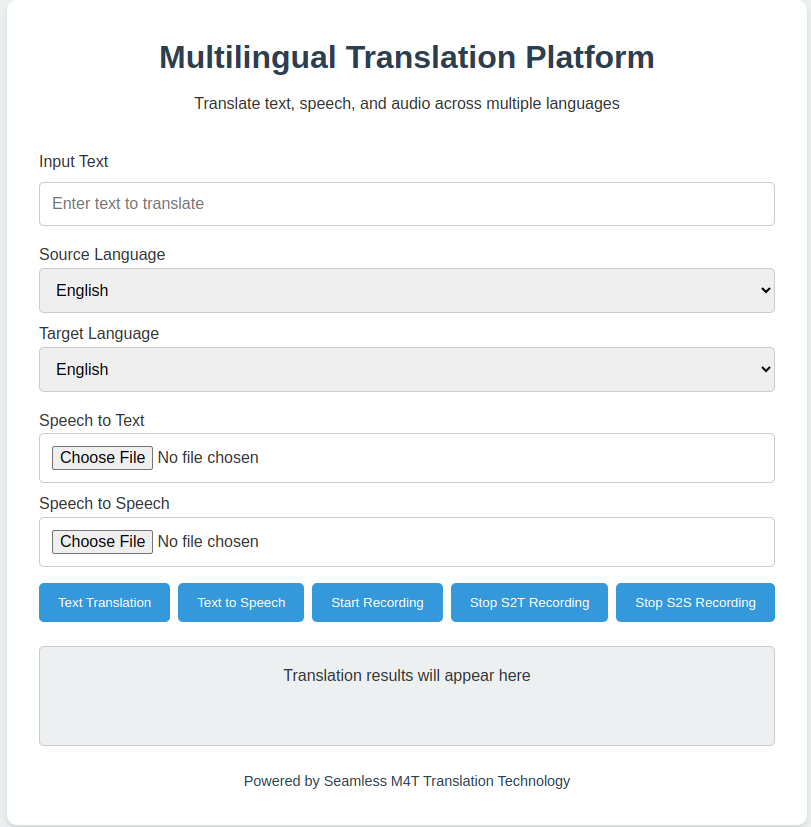 Multilingual Translation Platform
Translate text, speech, and audio across multiple languages
Input Text
Enter text to translate
Source Language
English
Target Language
English
Speech to Text
Choose File No file chosen
Speech to Speech
Choose File No file chosen
Text Translation Text to Speech Start Recording Stop S2T Recording Stop S2S Recording
Translation results will appear here
Powered by Seamless M4T Translation Technology